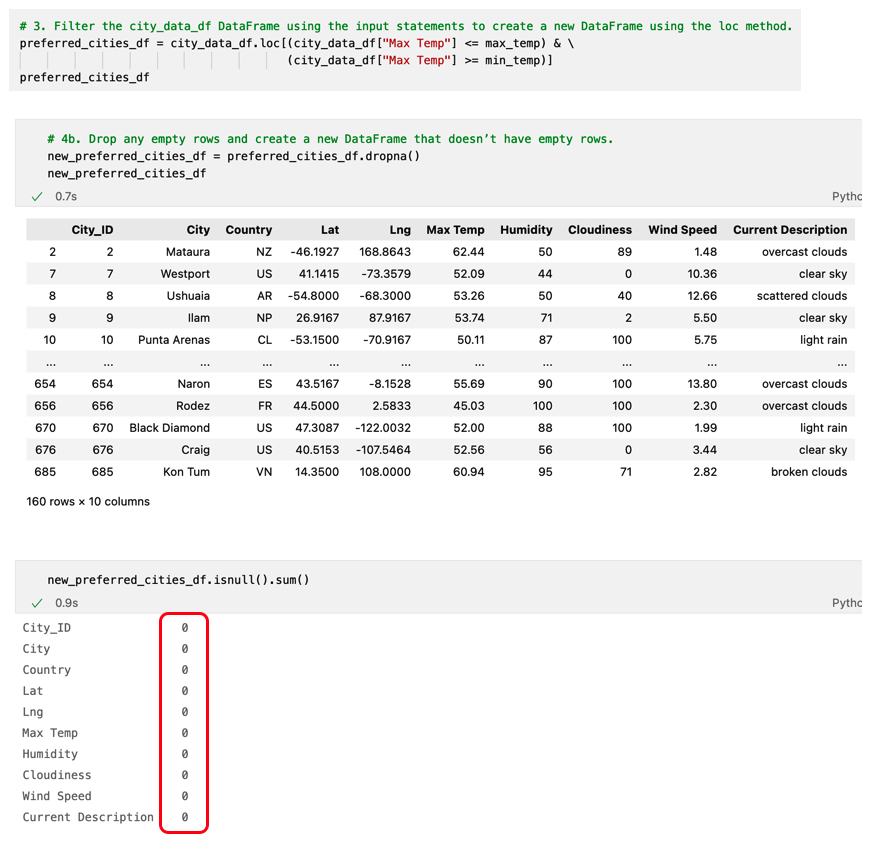 # 3. Filter the city_data_df DataFrame using the input statements to create a new DataFrame using the loc method.
preferred_cities_df = city_data_df.loc[(city_data_df["Max Temp"] <= max_temp) & \
(city_data_df["Max Temp"] >= min_temp)]
preferred_cities_df
# 4b. Drop any empty rows and create a new DataFrame that doesn’t have empty rows.
new_preferred_cities_df = preferred_cities_df.dropna()
new_preferred_cities_df
✓ 0.7s Pytho
City_ID City Country Lat Lng Max Temp Humidity Cloudiness Wind Speed Current Description
2 2 Mataura NZ -46.1927 168.8643 62.44 50 89 1.48 overcast clouds
7 7 Westport US 41.1415 -73.3579 52.09 44 0 10.36 clear sky
8 8 Ushuaia AR -54.8000 -68.3000 53.26 50 40 12.66 scattered clouds
9 9 Ilam NP 26.9167 87.9167 53.74 71 2 5.50 clear sky
10 10 Punta Arenas CL -53.1500 -70.9167 50.11 87 100 5.75 light rain
... ... ... ... ... ... ... ... ... ... ...
654 654 Naron ES 43.5167 -8.1528 55.69 90 100 13.80 overcast clouds
656 656 Rodez FR 44.5000 2.5833 45.03 100 100 2.30 overcast clouds
670 670 Black Diamond US 47.3087 -122.0032 52.00 88 100 1.99 light rain
676 676 Craig US 40.5153 -107.5464 52.56 56 0 3.44 clear sky
685 685 Kon Tum VN 14.3500 108.0000 60.94 95 71 2.82 broken clouds
160 rows × 10 columns
new_preferred_cities_df.isnull().sum()
✓ 0.9s Pytho
City_ID 0
City 0
Country 0
Lat 0
Lng 0
Max Temp 0
Humidity 0
Cloudiness 0
Wind Speed 0
Current Description 0